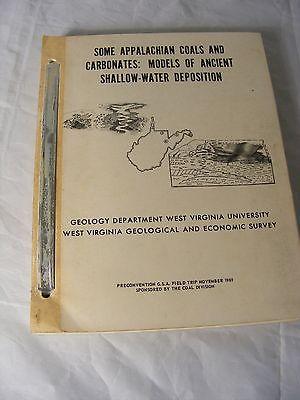 SOME APPALACHIAN COALS AND
CARBONATES: MODELS OF ANCIENT
SHALLOW-WATER DEPOSITION
GEOLOGY DEPARTMENT WEST VIRGINIA UNIVERSITY
WEST VIRGINIA GEOLOGICAL AND ECONOMIC SURVEY
PRECONVENTION G.S.A. FIELD TRIP NOVEMBER 1969
SPONSORED BY THE COAL DIVISION